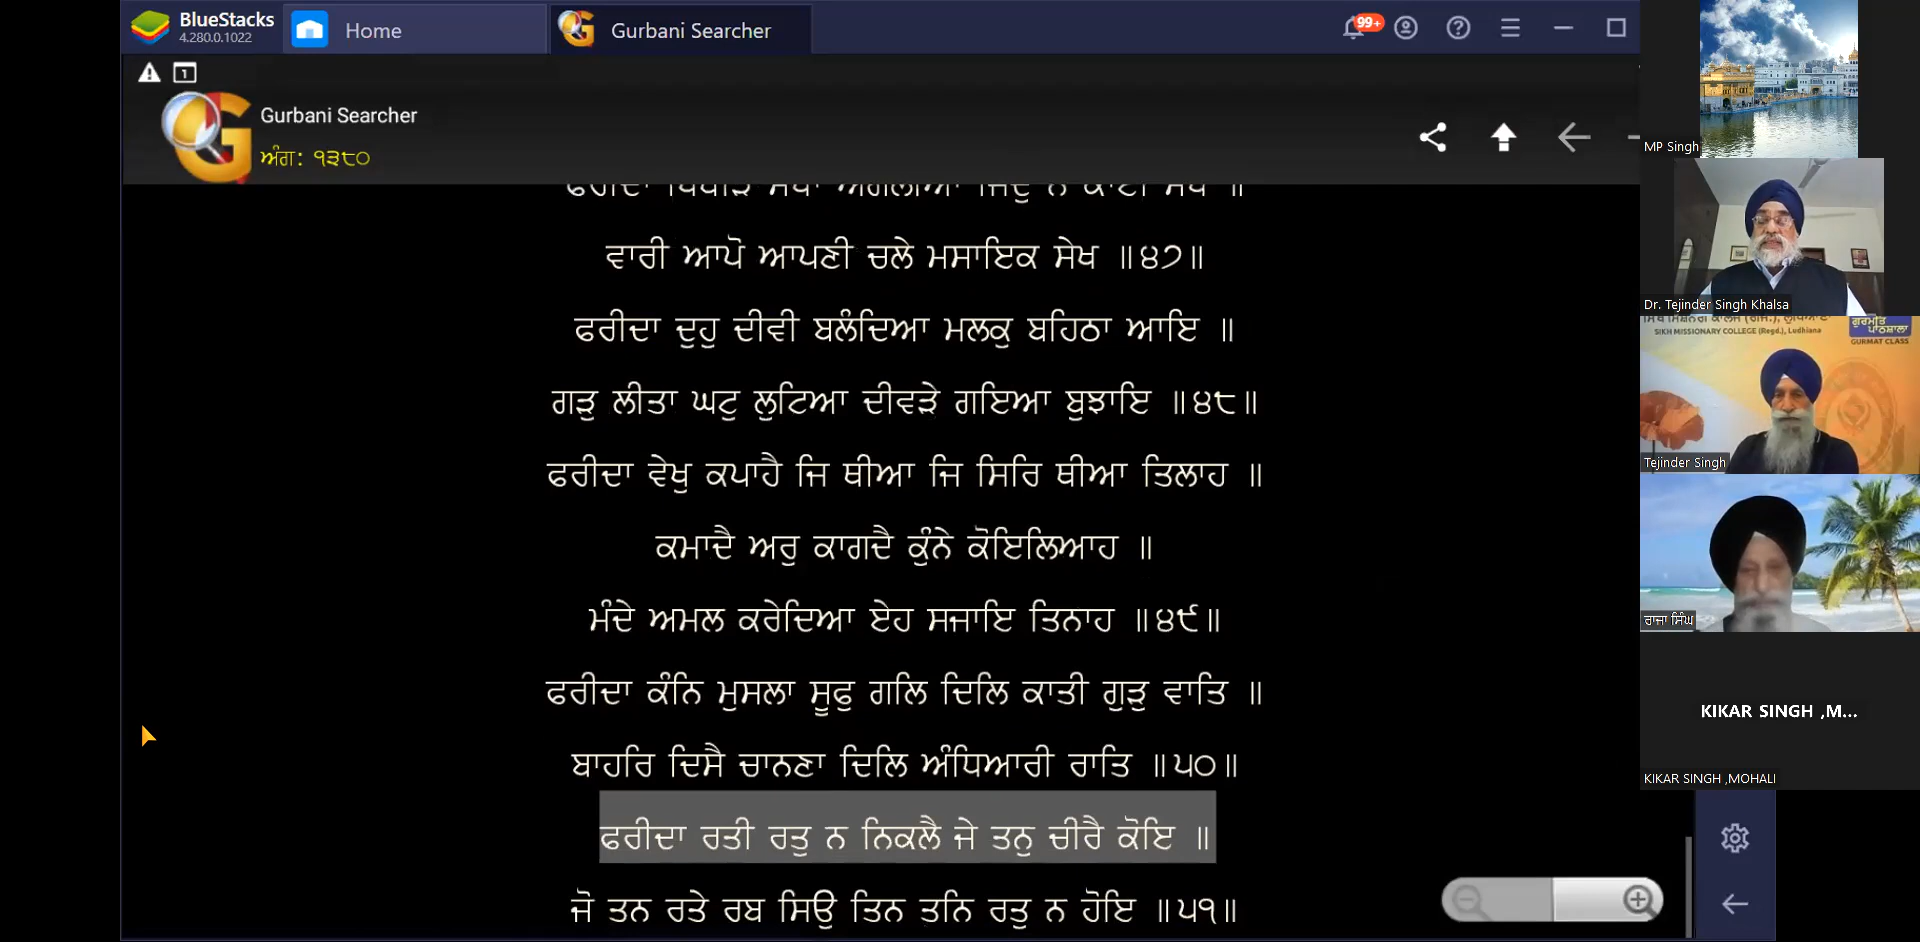 BlueStacks
4.280.0.1022
Home
Gurbani Searcher
99+
1
Gurbani Searcher
ਅੰਗ: ੧੩੮੦
ਵਾਰੀ ਆਪੋ ਆਪਣੀ ਚਲੇ ਮਸਾਇਕ ਸੇਖ ॥੪੭॥
ਫਰੀਦਾ ਦੁਹੁ ਦੀਵੀ ਬਲੰਦਿਆ ਮਲਕੁ ਬਹਿਠਾ ਆਇ ॥
ਗੜੁ ਲੀਤਾ ਘਟੁ ਲੁਟਿਆ ਦੀਵੜੇ ਗਇਆ ਬੁਝਾਇ ॥੪੮॥
ਫਰੀਦਾ ਵੇਖੁ ਕਪਾਹੈ ਜਿ ਥੀਆ ਜਿ ਸਿਰਿ ਥੀਆ ਤਿਲਾਹ ॥
ਕਮਾਦੈ ਅਰੁ ਕਾਗਦੈ ਕੁੰਨੇ ਕੋਇਲਿਆਹ ॥
ਮੰਦੇ ਅਮਲ ਕਰੇਦਿਆ ਏਹ ਸਜਾਇ ਤਿਨਾਹ ॥੪੯॥
ਫਰੀਦਾ ਕੰਨਿ ਮੁਸਲਾ ਸੂਫੁ ਗਲਿ ਦਿਲਿ ਕਾਤੀ ਗੁੜੁ ਵਾਤਿ ॥
ਬਾਹਰਿ ਦਿਸੈ ਚਾਨਣਾ ਦਿਲਿ ਅੰਧਿਆਰੀ ਰਾਤਿ ॥੫੦॥
ਫਰੀਦਾ ਰਤੀ ਰਤੁ ਨ ਨਿਕਲੈ ਜੇ ਤਨੁ ਚੀਰੈ ਕੋਇ ॥
ਜੋ ਤਨ ਰਤੇ ਰਬ ਸਿਉ ਤਿਨ ਤਨਿ ਰਤੁ ਨ ਹੋਇ ॥੫੧॥
MP Singh
Dr. Tejinder Singh Khalsa
SIKH MISSIONARY COLLEGE (Regd.), Ludhiana
ਗੁਰਮਤਿ
ਪਾਠਸ਼ਾਲਾ
GURMAT CLASS
Tejinder Singh
ਰਾਜਾ ਸਿੰਘ
KIKAR SINGH ,M...
KIKAR SINGH ,MOHALI